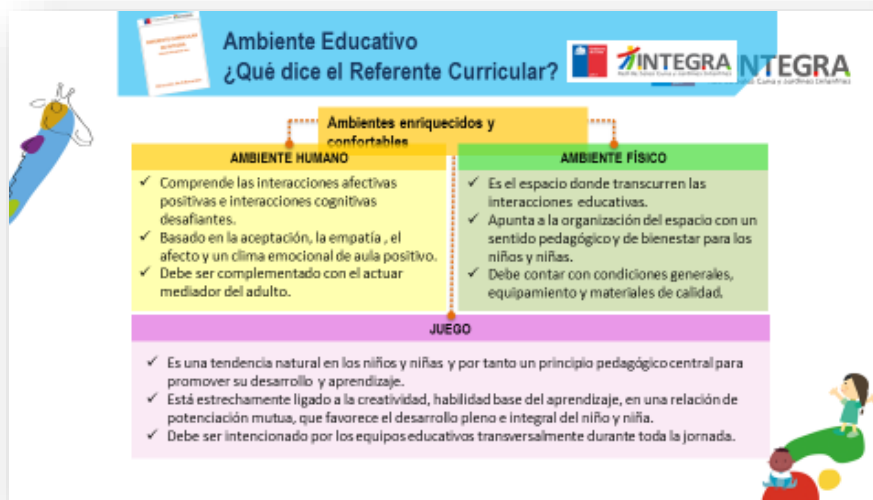 Ambiente Educativo
¿Qué dice el Referente Curricular?
INTEGRA
NTEGRA
Ambientes enriquecidos y
confortables
AMBIENTE HUMANO
✓ Comprende las interacciones afectivas
positivas e interacciones cognitivas
desafiantes.
✓ Basado en la aceptación, la empatía , el
afecto y un clima emocional de aula positivo.
✓ Debe ser complementado con el actuar
mediador del adulto.
AMBIENTE FÍSICO
✓ Es el espacio donde transcurren las
interacciones educativas.
✓ Apunta a la organización del espacio con un
sentido pedagógico y de bienestar para los
niños y niñas.
✓ Debe contar con condiciones generales,
equipamiento y materiales de calidad.
JUEGO
✓ Es una tendencia natural en los niños y niñas y por tanto un principio pedagógico central para
promover su desarrollo y aprendizaje.
✓ Está estrechamente ligado a la creatividad, habilidad base del aprendizaje, en una relación de
potenciación mutua, que favorece el desarrollo pleno e integral del niño y niña.
✓ Debe ser intencionado por los equipos educativos transversalmente durante toda la jornada.